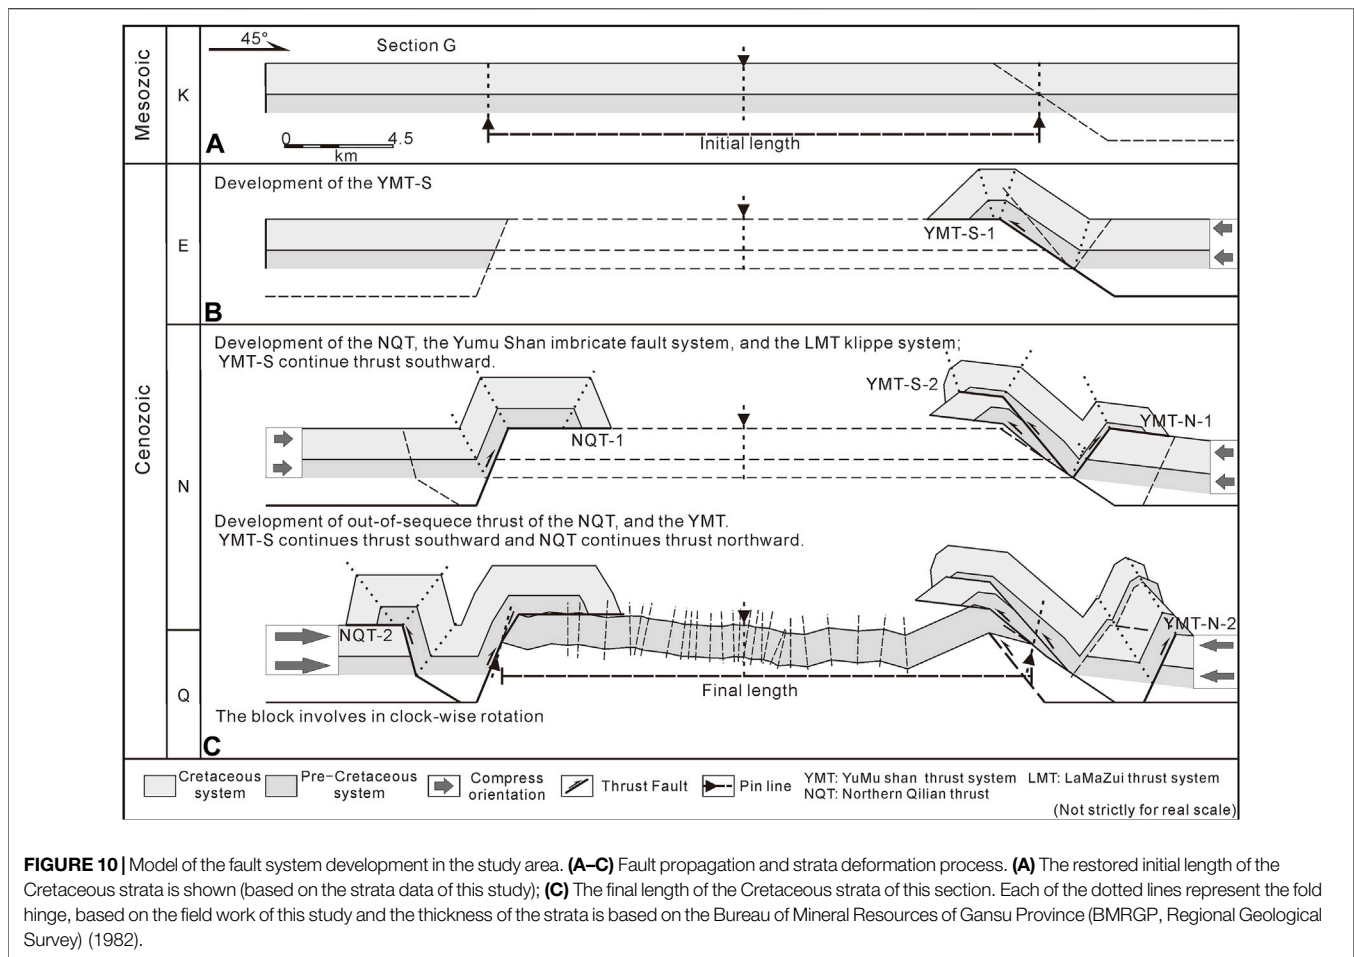 Mesozoic
K
45°
Section G
A
0
4.5
km
Initial length
Cenozoic
E
Development of the YMT-S
YMT-S-1
B
N
Development of the NQT, the Yumu Shan imbricate fault system, and the LMT klippe system;
YMT-S continue thrust southward.
YMT-S-2
YMT-N-1
NQT-1
Development of out-of-sequece thrust of the NQT, and the YMT.
YMT-S continues thrust southward and NQT continues thrust northward.
NQT-2
YMT-N-2
Q
Final length
The block involves in clock-wise rotation
C
Cretaceous
system
Pre-Cretaceous
system
Compress
orientation
Thrust Fault
Pin line
YMT: YuMu shan thrust system LMT: LaMaZui thrust system
NQT: Northern Qilian thrust
(Not strictly for real scale)
FIGURE 10 | Model of the fault system development in the study area. (A–C) Fault propagation and strata deformation process. (A) The restored initial length of the
Cretaceous strata is shown (based on the strata data of this study); (C) The final length of the Cretaceous strata of this section. Each of the dotted lines represent the fold
hinge, based on the field work of this study and the thickness of the strata is based on the Bureau of Mineral Resources of Gansu Province (BMRGP, Regional Geological
Survey) (1982).